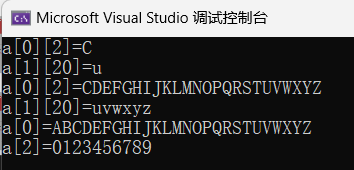 Microsoft Visual Studio 调试控制台
a[0][2]=C
a[1][20]=u
a[0][2]=CDEFGHIJKLMNOPQRSTUVWXYZ
a[1][20]=uvwxyz
a[0]=ABCDEFGHIJKLMNOPQRSTUVWXYZ
a[2]=0123456789